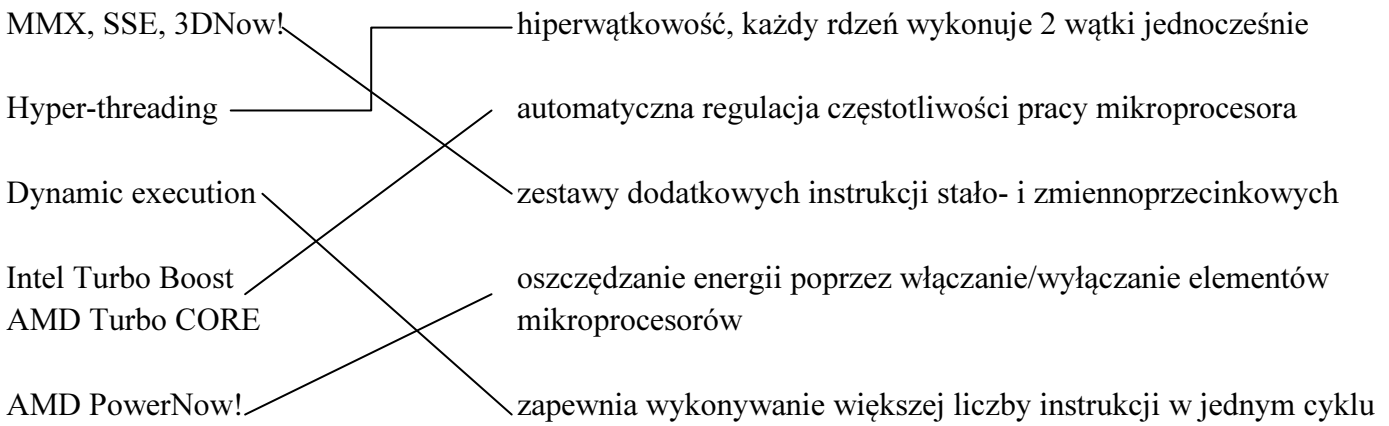 MMX, SSE, 3DNow! hiperwątkowość, każdy rdzeń wykonuje 2 wątki jednocześnie
Hyper-threading automatyczna regulacja częstotliwości pracy mikroprocesora
Dynamic execution zestawy dodatkowych instrukcji stało- i zmiennoprzecinkowych
Intel Turbo Boost oszczędzanie energii poprzez włączanie/wyłączanie elementów
AMD Turbo CORE mikroprocesorów
AMD PowerNow! zapewnia wykonywanie większej liczby instrukcji w jednym cyklu